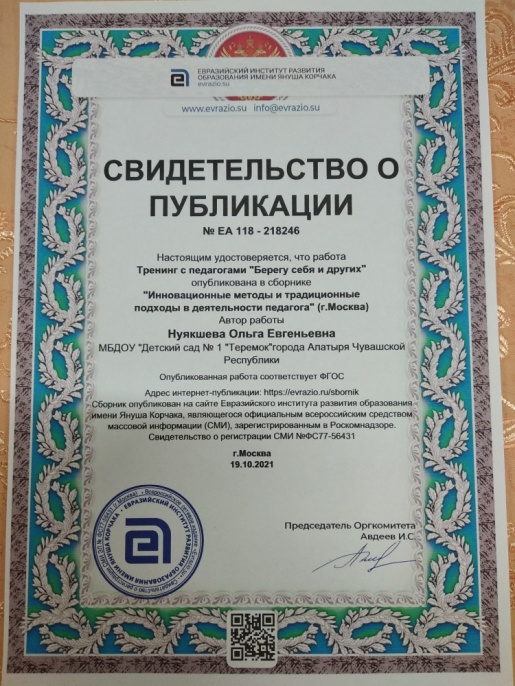 ЕВРАЗИЙСКИЙ ИНСТИТУТ РАЗВИТИЯ
ОБРАЗОВАНИЯ ИМЕНИ ЯНУША КОРЧАКА
evrazio.su
www.evrazio.su info@evrazio.su
СВИДЕТЕЛЬСТВО О
ПУБЛИКАЦИИ
№ ЕА 118 - 218246
Настоящим удостоверяется, что работа
Тренинг с педагогами "Берегу себя и других"
опубликована в сборнике
"Инновационные методы и традиционные
подходы в деятельности педагога" (г.Москва)
Автор работы
Нуякшева Ольга Евгеньевна
МБДОУ "Детский сад № 1 "Теремок"города Алатыря Чувашской
Республики
Опубликованная работа соответствует ФГОС
Адрес интернет-публикации: https://evrazio.ru/sbornik
Сборник опубликован на сайте Евразийского института развития образования
имени Януша Корчака, являющегося официальным всероссийским средством
массовой информации (СМИ), зарегистрированным в Роскомнадзоре.
Свидетельство о регистрации СМИ №ФС77-56431
г.Москва
19.10.2021
Председатель Оргкомитета
Авдеев И.С.
ЕВРАЗИЙСКИЙ ИНСТИТУТ РАЗВИТИЯ ОБРАЗОВАНИЯ ИМЕНИ ЯНУША КОРЧАКА